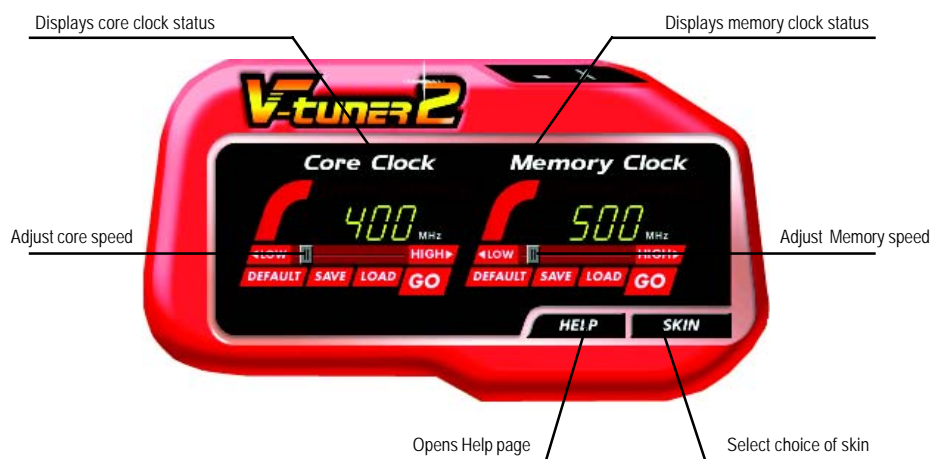 Displays core clock status
Displays memory clock status
V-TUNER 2
Core Clock
Memory Clock
400 MHz
500 MHz
Adjust core speed
LOW
HIGH
LOW
HIGH
Adjust Memory speed
DEFAULT SAVE LOAD GO
DEFAULT SAVE LOAD GO
HELP
SKIN
Opens Help page
Select choice of skin